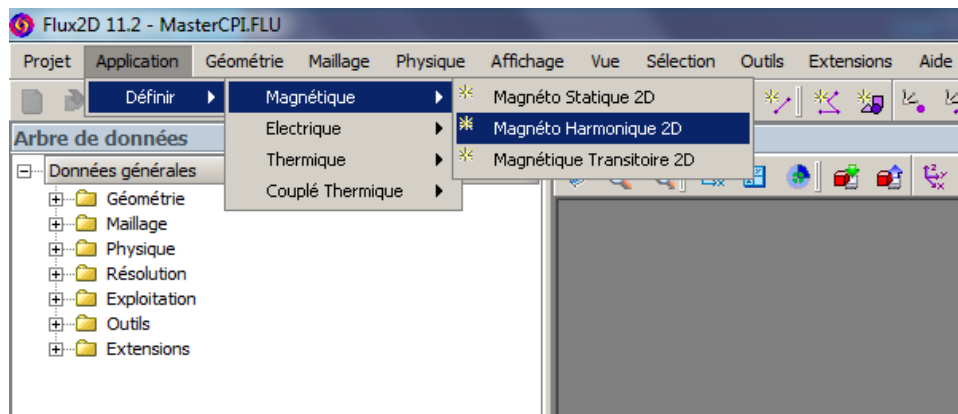 Flux2D 11.2 - MasterCPI.FLU
Projet Application Géométrie Maillage Physique Affichage Vue Sélection Outils Extensions Aide
Définir Magnétique Magnéto Statique 2D
Arbre de données Electrique Magnéto Harmonique 2D
Données générales Thermique Magnétique Transitoire 2D
Géométrie Couplé Thermique
Maillage
Physique
Résolution
Exploitation
Outils
Extensions